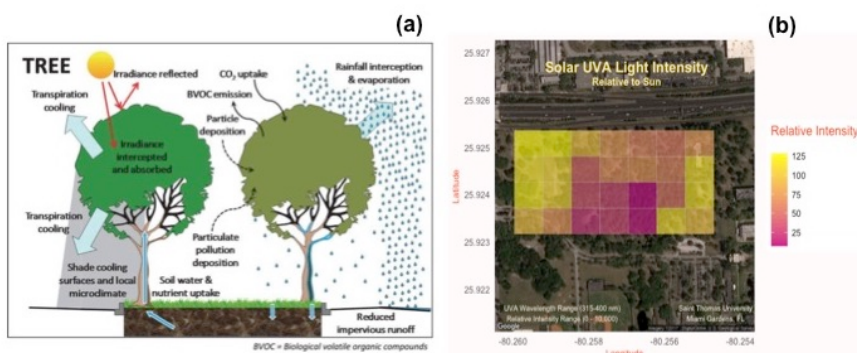 (a)
TREE
Irradiance reflected
Transpiration
cooling
CO₂ uptake
BVOC emission
Particle
deposition
Rainfall interception
& evaporation
Irradiance
intercepted
and absorbed
Transpiration
cooling
Shade cooling
surfaces and local
microclimate
Soil water &
nutrient uptake
Particulate
pollution
deposition
Reduced
impervious runoff
BVOC = Biological volatile organic compounds
(b)
25.927
25.926
25.925
25.924
25.923
25.922
Latitude
Solar UVA Light Intensity
Relative to Sun
UVA Wavelength Range (315-400 nm)
Relative Intensity Range (0 -
Saint Thomas University
Miami Gardens, FL
Google
-80.260
-80.258
-80.256
-80.254
Longitude
Relative Intensity
125
100
75
50
25